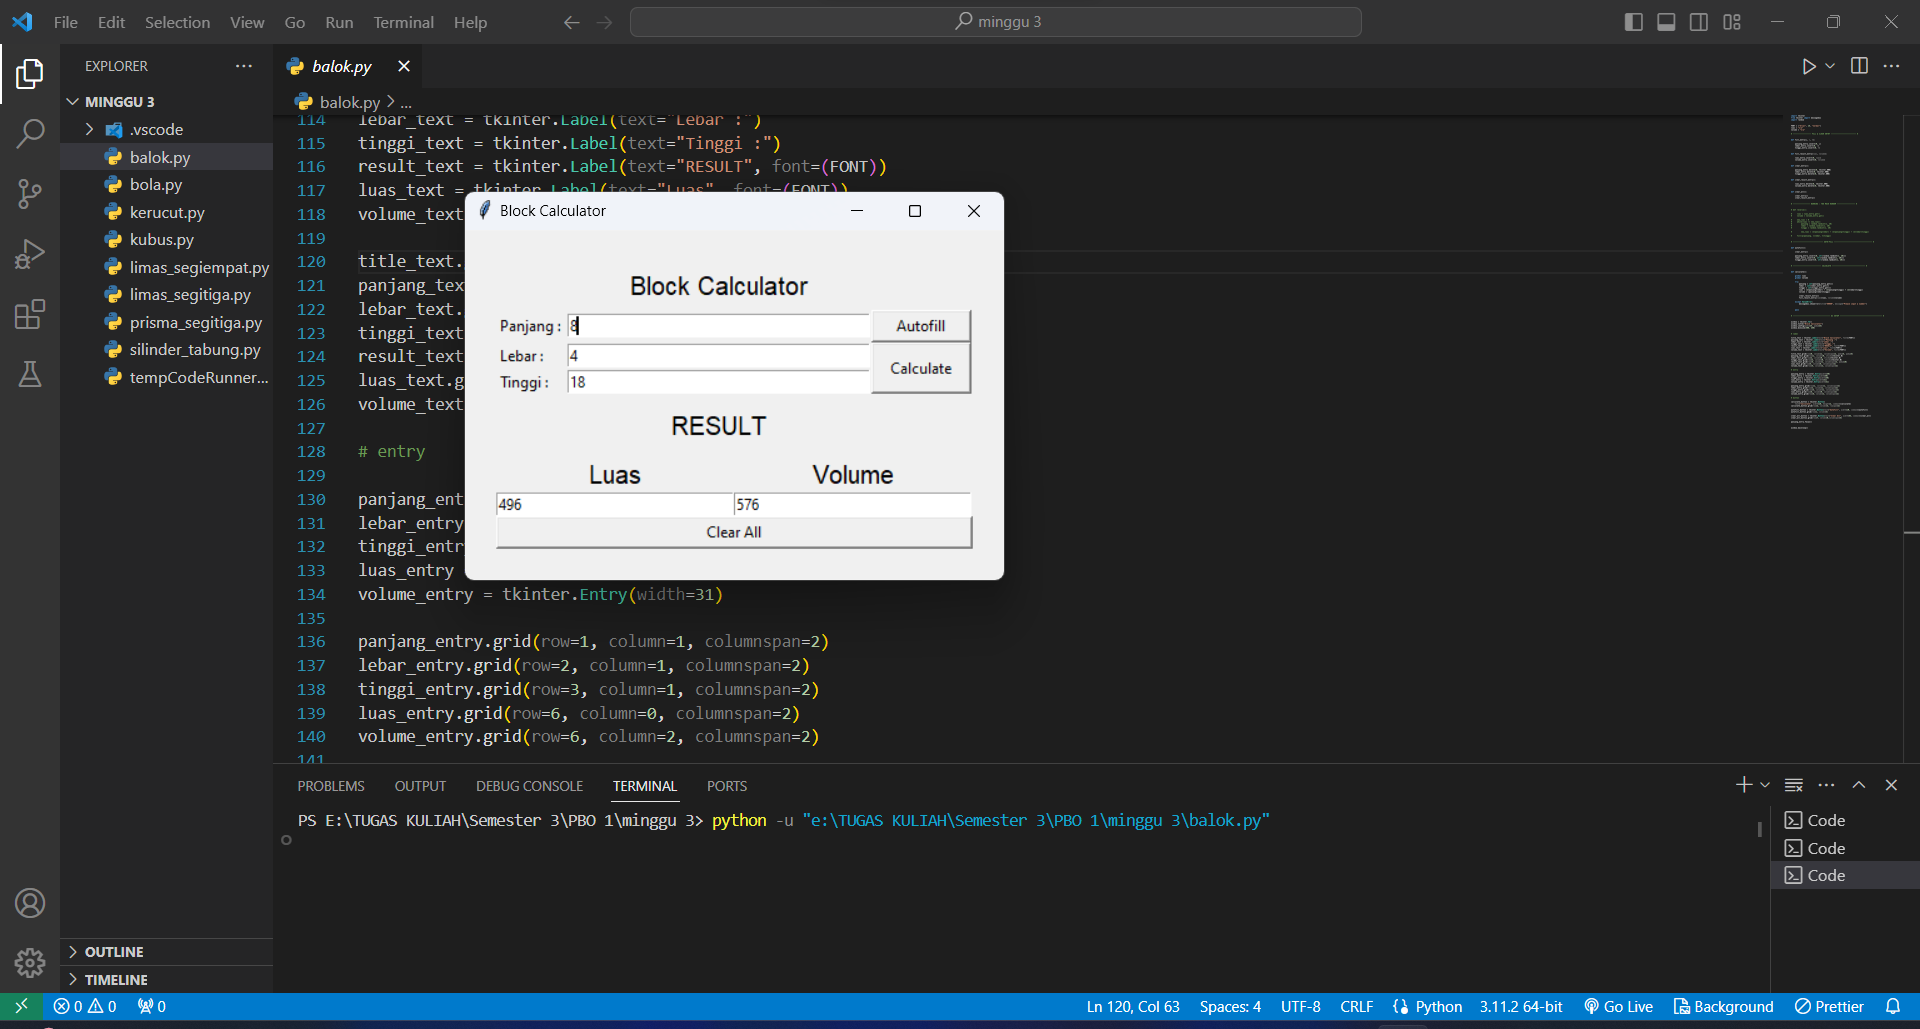 File Edit Selection View Go Run Terminal Help
minggu 3
EXPLORER
MINGGU 3
.vscode
balok.py
bola.py
kerucut.py
kubus.py
limas_segiempat.py
limas_segitiga.py
prisma_segitiga.py
silinder_tabung.py
tempCodeRunner...
OUTLINE
TIMELINE
balok.py
balok.py > ...
114 lebar_text = tkinter.Label(text="Lebar :")
115 tinggi_text = tkinter.Label(text="Tinggi :")
116 result_text = tkinter.Label(text="RESULT", font=(FONT))
117 luas_text = tkinter.Label(text="Luas", font=(FONT))
118 volume_text
119
120 title_text.
121 panjang_tex
122 lebar_text.
123 tinggi_text
124 result_text
125 luas_text.g
126 volume_text
127
128 # entry
129
130 panjang_ent
131 lebar_entry
132 tinggi_entr
133 luas_entry
134 volume_entry = tkinter.Entry(width=31)
135
136 panjang_entry.grid(row=1, column=1, columnspan=2)
137 lebar_entry.grid(row=2, column=1, columnspan=2)
138 tinggi_entry.grid(row=3, column=1, columnspan=2)
139 luas_entry.grid(row=6, column=0, columnspan=2)
140 volume_entry.grid(row=6, column=2, columnspan=2)
141
Block Calculator
Block Calculator
Panjang : 8 Autofill
Lebar : 4 Calculate
Tinggi : 18
RESULT
Luas Volume
496 576
Clear All
PROBLEMS OUTPUT DEBUG CONSOLE TERMINAL PORTS
PS E:\TUGAS KULIAH\Semester 3\PBO 1\minggu 3> python -u "e:\TUGAS KULIAH\Semester 3\PBO 1\minggu 3\balok.py"
Code
Code
Code
0 0 0 Ln 120, Col 63 Spaces: 4 UTF-8 CRLF Python 3.11.2 64-bit Go Live Background Prettier